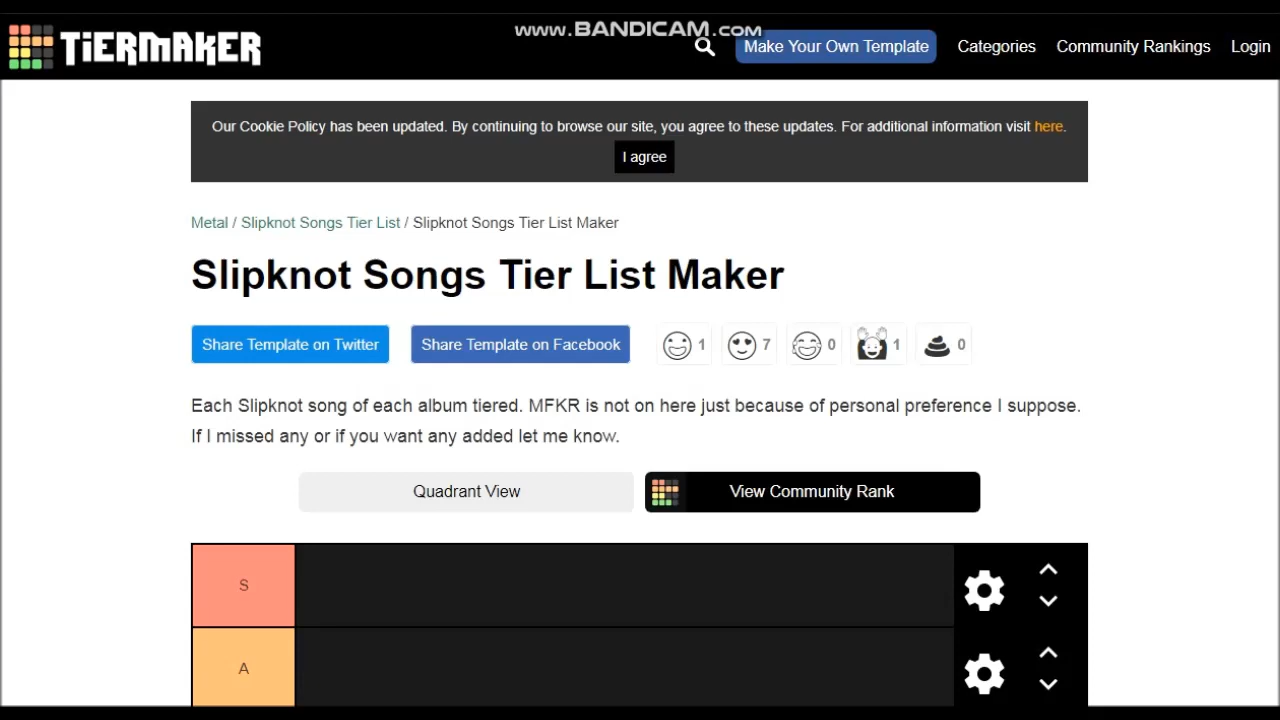 www.BANDICAM.com
TiERMAKER
Make Your Own Template
Categories
Community Rankings
Login
Our Cookie Policy has been updated. By continuing to browse our site, you agree to these updates. For additional information visit here.
I agree
Metal / Slipknot Songs Tier List / Slipknot Songs Tier List Maker
Slipknot Songs Tier List Maker
Share Template on Twitter
Share Template on Facebook
1
7
0
1
0
Each Slipknot song of each album tiered. MFKR is not on here just because of personal preference I suppose.
If I missed any or if you want any added let me know.
Quadrant View
View Community Rank
S
A